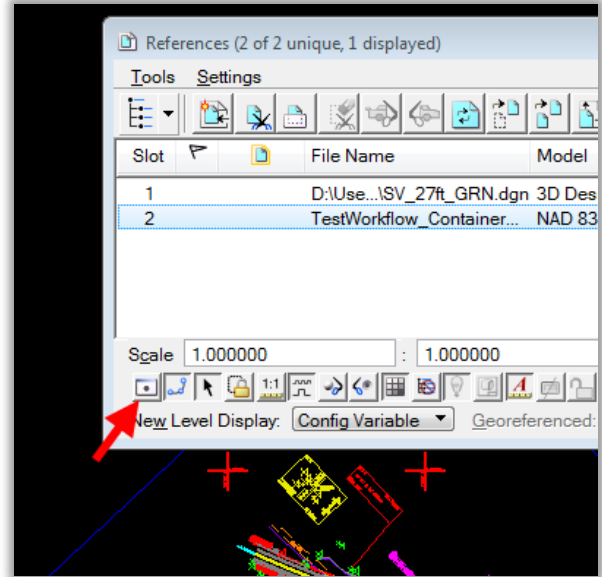 References (2 of 2 unique, 1 displayed)
Tools Settings
Slot File Name Model
1 D:\Use...\SV_27ft_GRN.dgn 3D Des
2 TestWorkflow_Container... NAD 83
Scale 1.000000 : 1.000000
1:1 A
New Level Display: Config Variable Georeferenced: